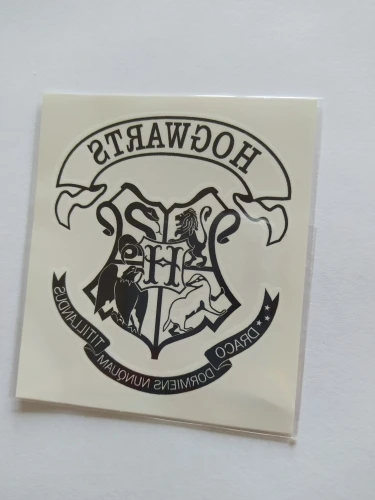 HOGWARTS
H
DRACO DORMIENS NUNQUAM TITILLANDUS